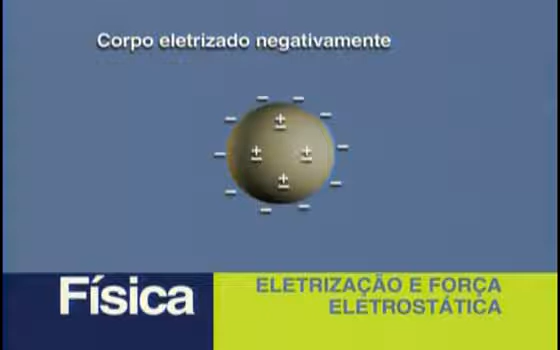 Corpo eletrizado negativamente
Física
ELETRIZAÇÃO E FORÇA
ELETROSTÁTICA